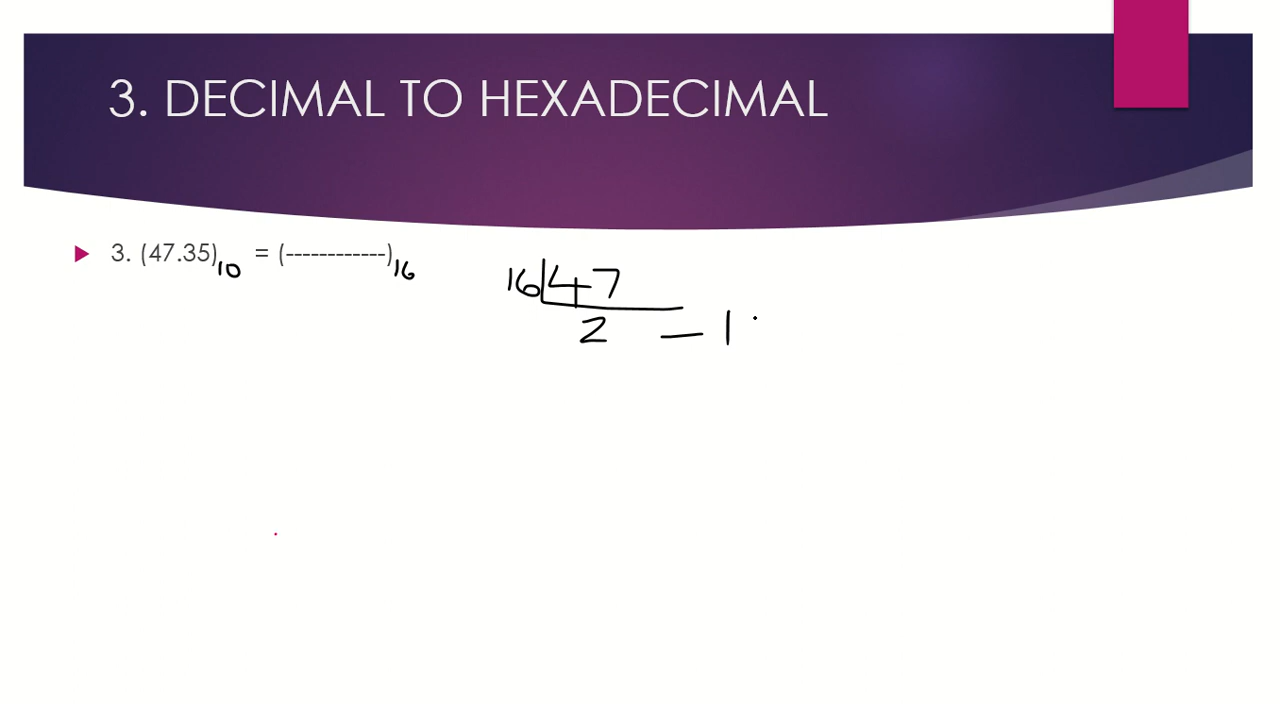 3. DECIMAL TO HEXADECIMAL
3. (47.35)10 = (------------)16
16 47
2 — 1